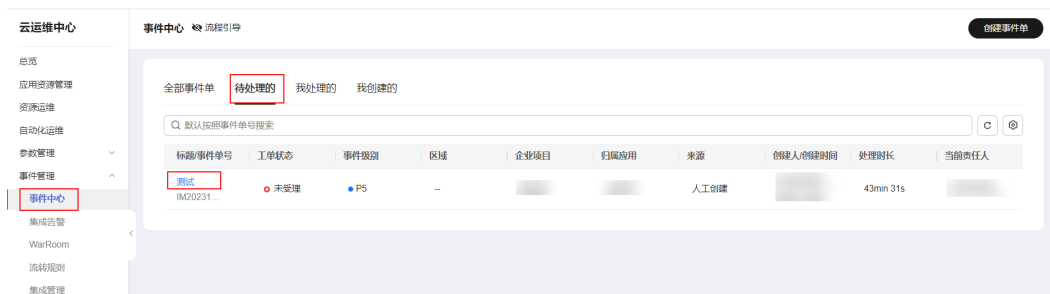 云运维中心
事件中心 流程引导 创建事件单
总览
应用资源管理
资源运维
自动化运维
参数管理
事件管理
事件中心
集成告警
WarRoom
流转规则
集成管理
全部事件单 待处理的 我处理的 我创建的
默认按照事件单号搜索
标题/事件单号 工单状态 事件级别 区域 企业项目 归属应用 来源 创建人/创建时间 处理时长 当前责任人
测试 未受理 P5 -- 人工创建 43min 31s
IM20231...